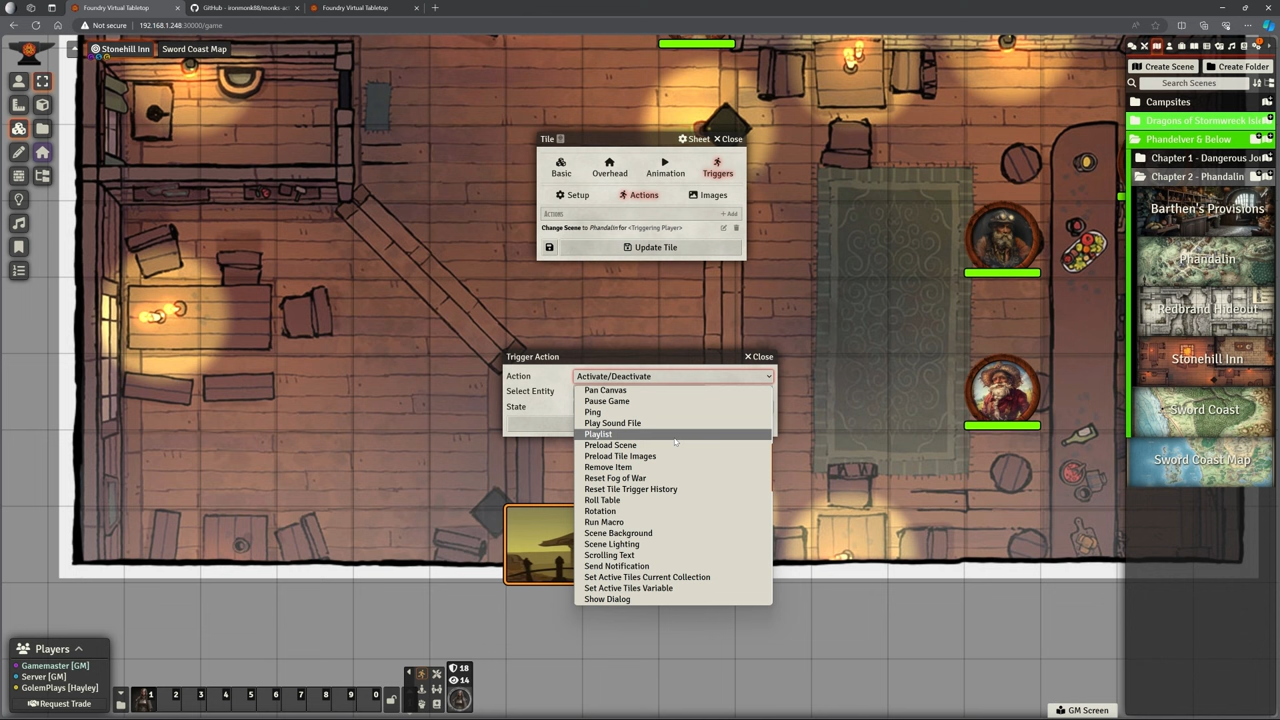 Foundry Virtual Tabletop
GitHub - ironmonk88/monks-ac
Foundry Virtual Tabletop
Not secure
192.168.1.248:30000/game
Stonehill Inn
Sword Coast Map
Tile
Sheet
Close
Basic
Overhead
Animation
Triggers
Setup
Actions
Images
Actions
Add
Change Scene to Phandalin for <Triggering Player>
Update Tile
Trigger Action
Close
Action
Activate/Deactivate
Select Entity
State
Pan Canvas
Pause Game
Ping
Play Sound File
Playlist
Preload Scene
Preload Tile Images
Remove Item
Reset Fog of War
Reset Tile Trigger History
Roll Table
Rotation
Run Macro
Scene Background
Scene Lighting
Scrolling Text
Send Notification
Set Active Tiles Current Collection
Set Active Tiles Variable
Show Dialog
Create Scene
Create Folder
Search Scenes
Campsites
Dragons of Stormwreck Isl
Phandelver & Below
Chapter 1 - Dangerous Jo
Chapter 2 - Phandalin
Barthen's Provisions
Phandalin
Redbrand Hideout
Stonehill Inn
Sword Coast
Sword Coast Map
Players
Gamemaster [GM]
Server [GM]
GolemPlays [Hayley]
Request Trade
1 2 3 4 5 6 7 8 9 0
18
14
GM Screen